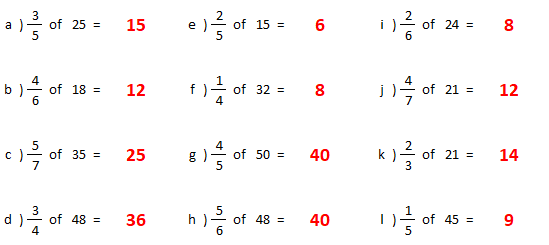 a ) 3/5 of 25 = 15 e ) 2/5 of 15 = 6 i ) 2/6 of 24 = 8
b ) 4/6 of 18 = 12 f ) 1/4 of 32 = 8 j ) 4/7 of 21 = 12
c ) 5/7 of 35 = 25 g ) 4/5 of 50 = 40 k ) 2/3 of 21 = 14
d ) 3/4 of 48 = 36 h ) 5/6 of 48 = 40 l ) 1/5 of 45 = 9